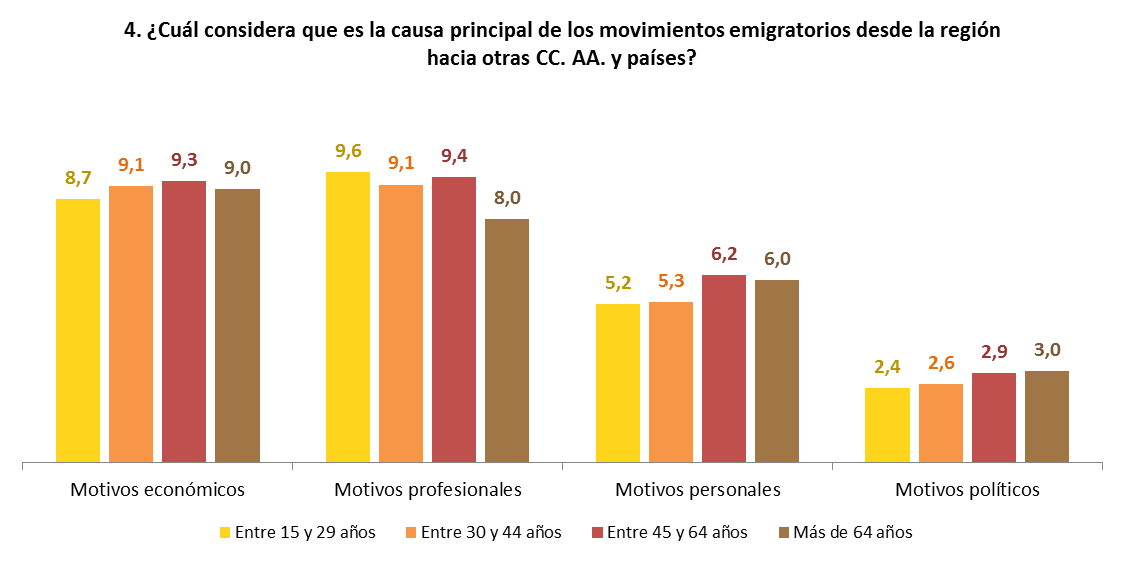 4. ¿Cuál considera que es la causa principal de los movimientos emigratorios desde la región
hacia otras CC. AA. y países?
8,7 9,1 9,3 9,0 9,6 9,1 9,4 8,0 5,2 5,3 6,2 6,0 2,4 2,6 2,9 3,0
Motivos económicos Motivos profesionales Motivos personales Motivos políticos
Entre 15 y 29 años Entre 30 y 44 años Entre 45 y 64 años Más de 64 años